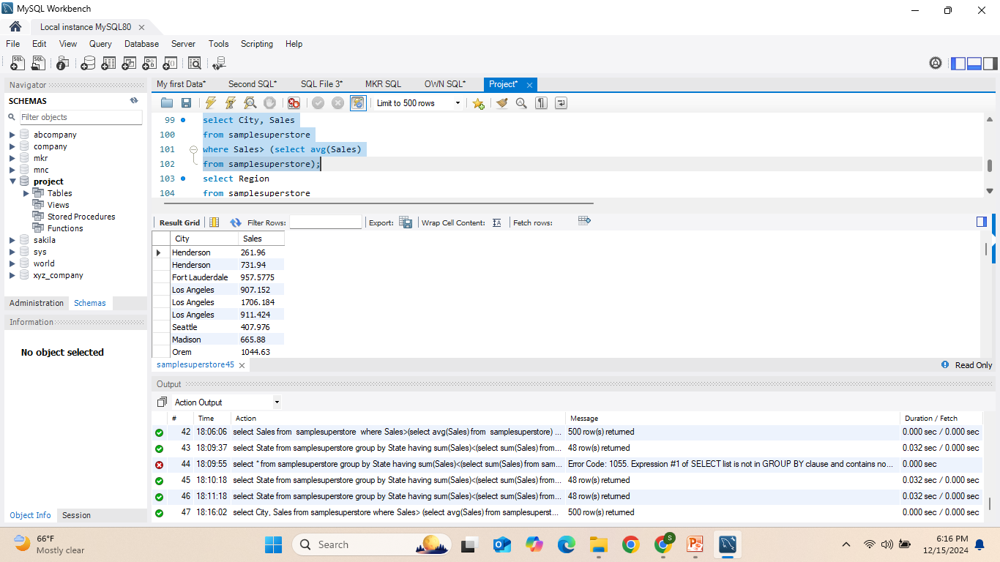 MySQL Workbench
Local instance MySQL80
File Edit View Query Database Server Tools Scripting Help
Navigator
SCHEMAS
Filter objects
abcompany
company
mkr
mnc
project
Tables
Views
Stored Procedures
Functions
sakila
sys
world
xyz_company
Administration Schemas
Information
No object selected
Object Info Session
My first Data* Second SQL* SQL File 3* MKR SQL OWN SQL* Project*
Limit to 500 rows
99 select City, Sales
100 from samplesuperstore
101 where Sales> (select avg(Sales)
102 from samplesuperstore);
103 select Region
104 from samplesuperstore
Result Grid Filter Rows: Export: Wrap Cell Content: Fetch rows:
City Sales
Henderson 261.96
Henderson 731.94
Fort Lauderdale 957.5775
Los Angeles 907.152
Los Angeles 1706.184
Los Angeles 911.424
Seattle 407.976
Madison 665.88
Orem 1044.63
samplesuperstore45 Read Only
Output
Action Output
# Time Action Message Duration / Fetch
42 18:06:06 select Sales from samplesuperstore where Sales>(select avg(Sales) from samplesuperstore) ... 500 row(s) returned 0.000 sec / 0.000 sec
43 18:09:37 select State from samplesuperstore group by State having sum(Sales)<(select sum(Sales) from... 48 row(s) returned 0.032 sec / 0.000 sec
44 18:09:55 select * from samplesuperstore group by State having sum(Sales)<(select sum(Sales) from sam... Error Code: 1055. Expression #1 of SELECT list is not in GROUP BY clause and contains no... 0.000 sec
45 18:10:18 select State from samplesuperstore group by State having sum(Sales)<(select sum(Sales) from... 48 row(s) returned 0.032 sec / 0.000 sec
46 18:11:18 select State from samplesuperstore group by State having sum(Sales)<(select sum(Sales) from... 48 row(s) returned 0.032 sec / 0.000 sec
47 18:16:02 select City, Sales from samplesuperstore where Sales> (select avg(Sales) from samplesuperst... 500 row(s) returned 0.000 sec / 0.000 sec
66°F
Mostly clear
Search
6:16 PM
12/15/2024